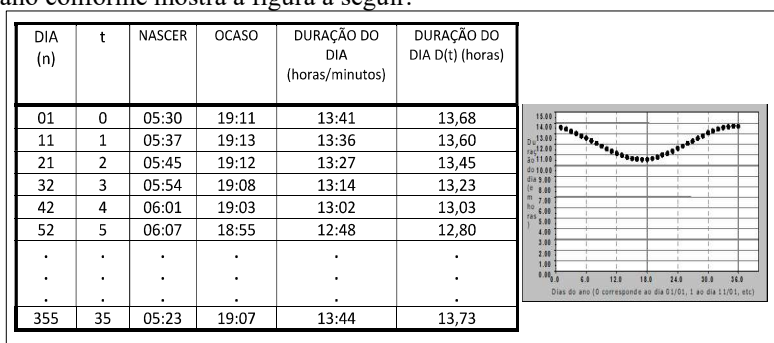 ano conforme mostra a figura a seguir:
DIA (n) t NASCER OCASO DURAÇÃO DO DIA (horas/minutos) DURAÇÃO DO DIA D(t) (horas)
01 0 05:30 19:11 13:41 13,68
11 1 05:37 19:13 13:36 13,60
21 2 05:45 19:12 13:27 13,45
32 3 05:54 19:08 13:14 13,23
42 4 06:01 19:03 13:02 13,03
52 5 06:07 18:55 12:48 12,80
. . . . . .
. . . . . .
. . . . . .
355 35 05:23 19:07 13:44 13,73
Duração do dia (em horas)
15.00
14.00
13.00
12.00
11.00
10.00
9.00
8.00
7.00
6.00
5.00
4.00
3.00
2.00
1.00
0.00
0.0 6.0 12.0 18.0 24.0 30.0 36.0
Dias do ano (0 corresponde ao dia 01/01, 1 ao dia 11/01, etc)